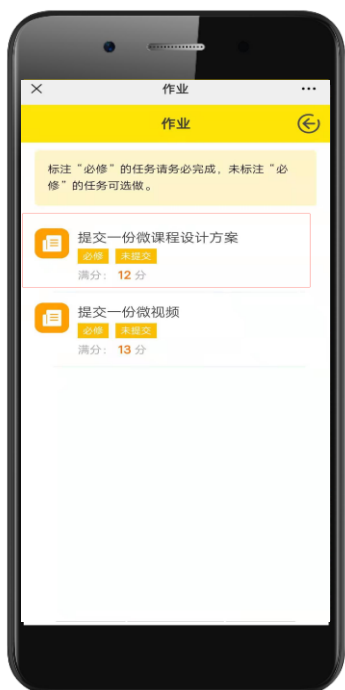 作业
作业
标注“必修”的任务请务必完成，未标注“必
修”的任务可选做。
提交一份微课程设计方案
必修 未提交
满分： 12 分
提交一份微视频
必修 未提交
满分： 13 分